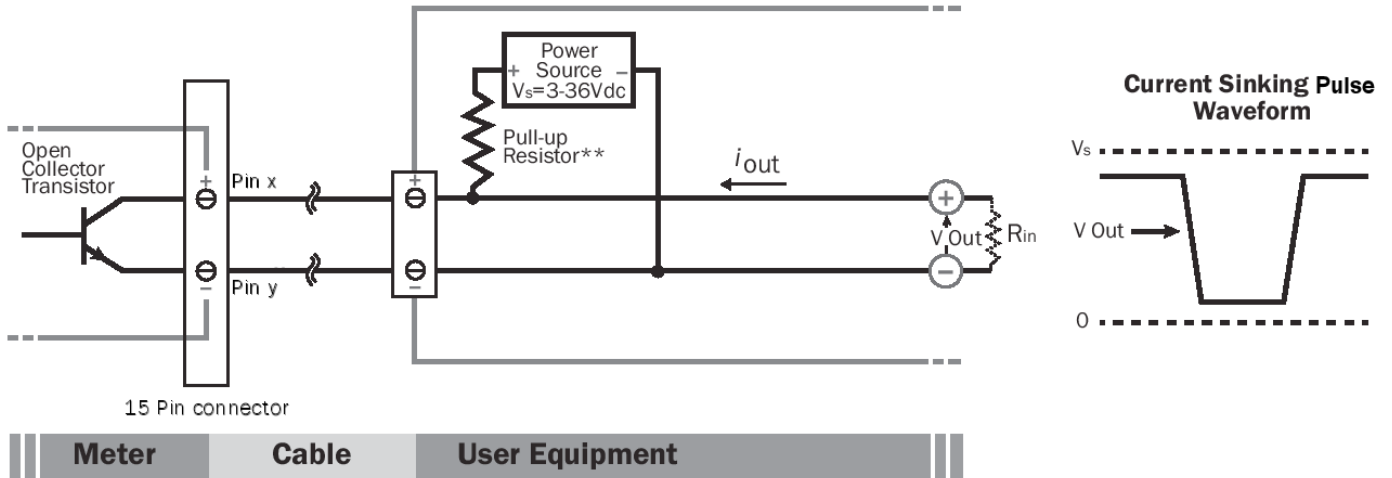 Power
+ Source −
Vs=3-36Vdc
Pull-up
Resistor**
Open
Collector
Transistor
+
Pin x
−
Pin y
+
−
iout
+
V Out
−
Rin
15 Pin connector
Meter
Cable
User Equipment
Current Sinking Pulse
Waveform
Vs
V Out
0